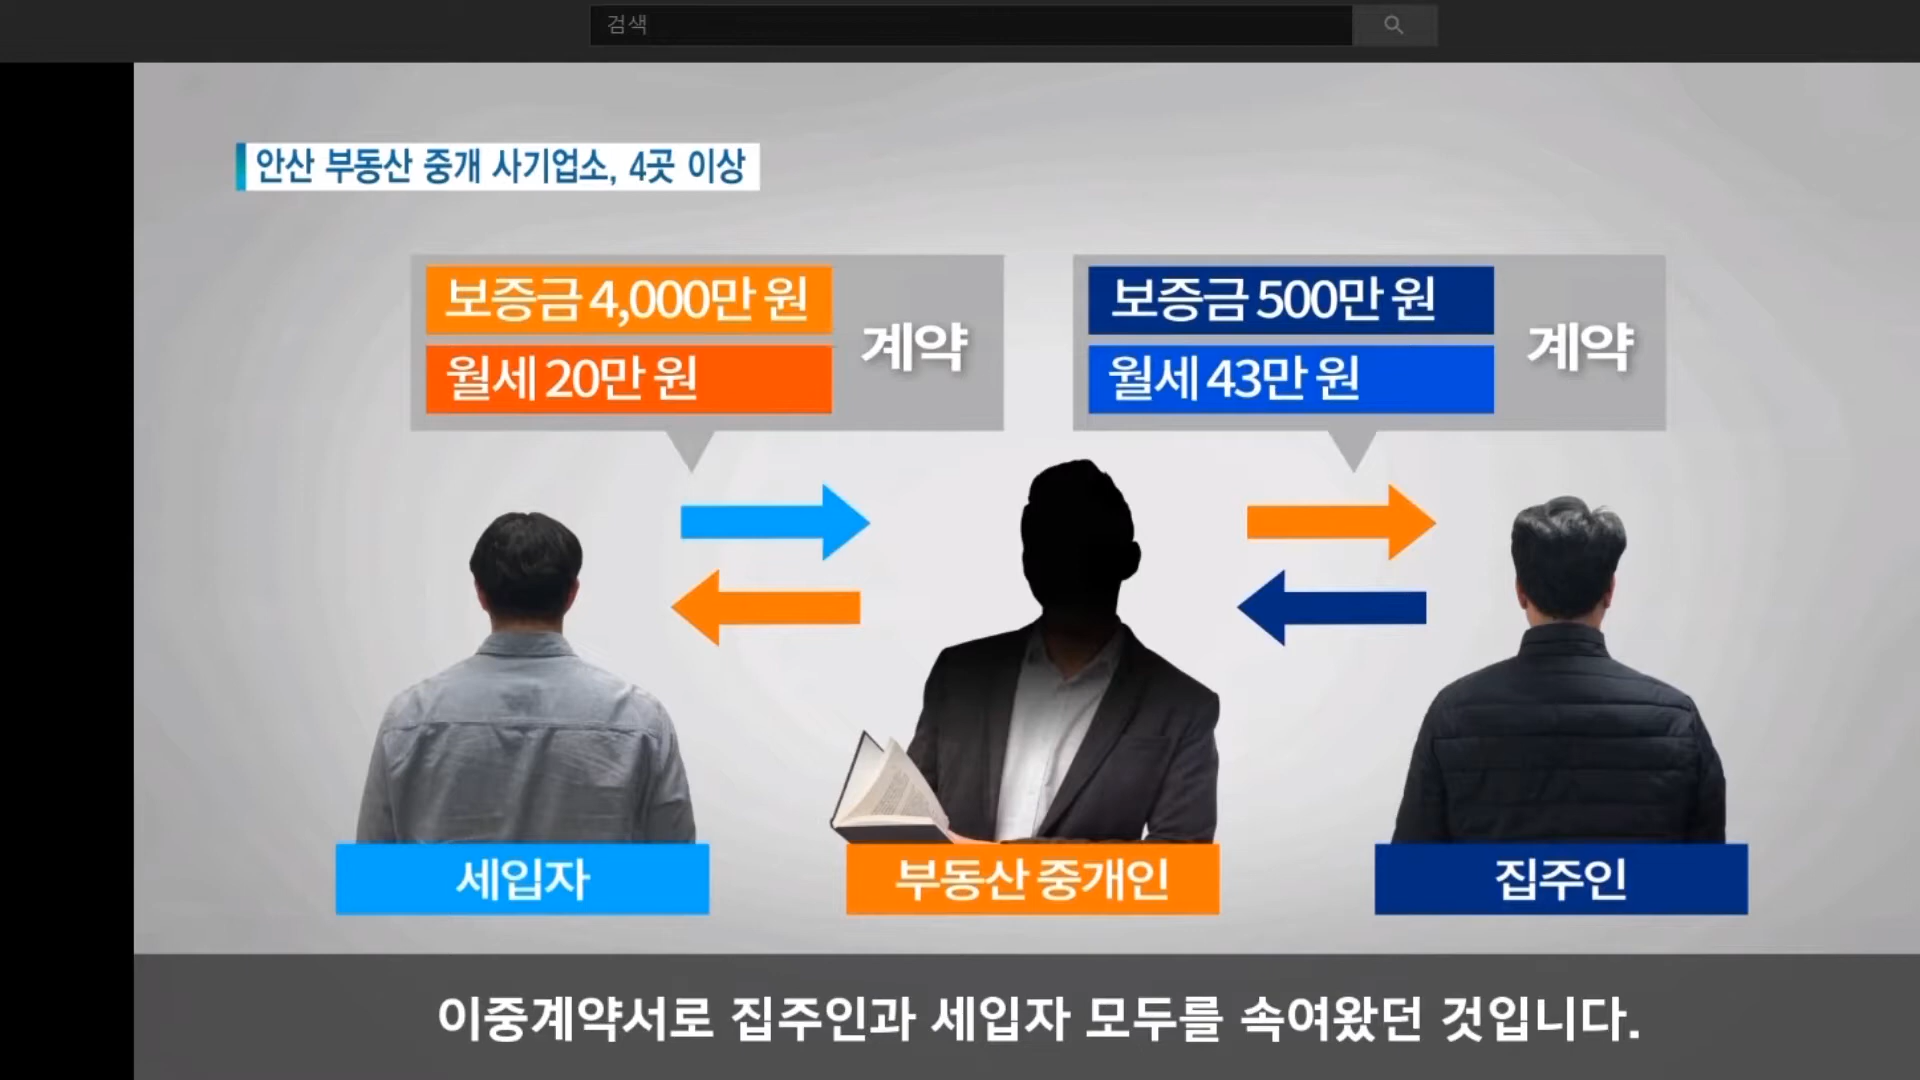 검색
안산 부동산 중개 사기업소, 4곳 이상
보증금 4,000만 원
월세 20만 원
계약
보증금 500만 원
월세 43만 원
계약
세입자
부동산 중개인
집주인
이중계약서로 집주인과 세입자 모두를 속여왔던 것입니다.